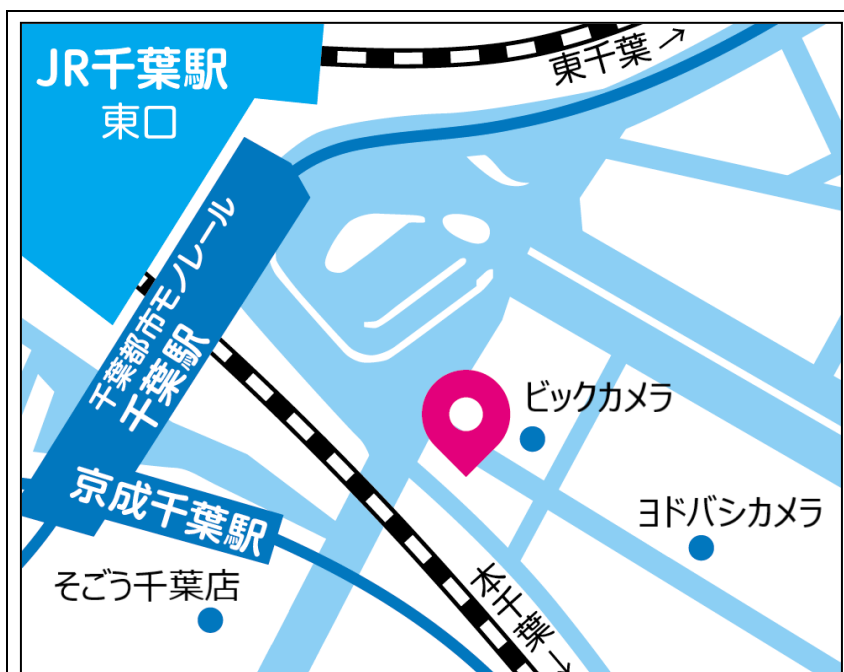 JR千葉駅
東口
東千葉→
千葉都市モノレール
千葉駅
ビックカメラ
京成千葉駅
ヨドバシカメラ
そごう千葉店
本千葉→